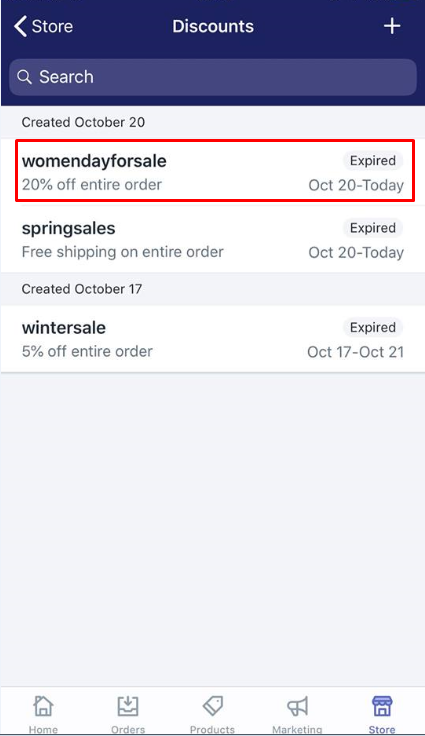 Store
Discounts
+
Search
Created October 20
womendayforsale
Expired
20% off entire order
Oct 20-Today
springsales
Expired
Free shipping on entire order
Oct 20-Today
Created October 17
wintersale
Expired
5% off entire order
Oct 17-Oct 21
Home
Orders
Products
Marketing
Store